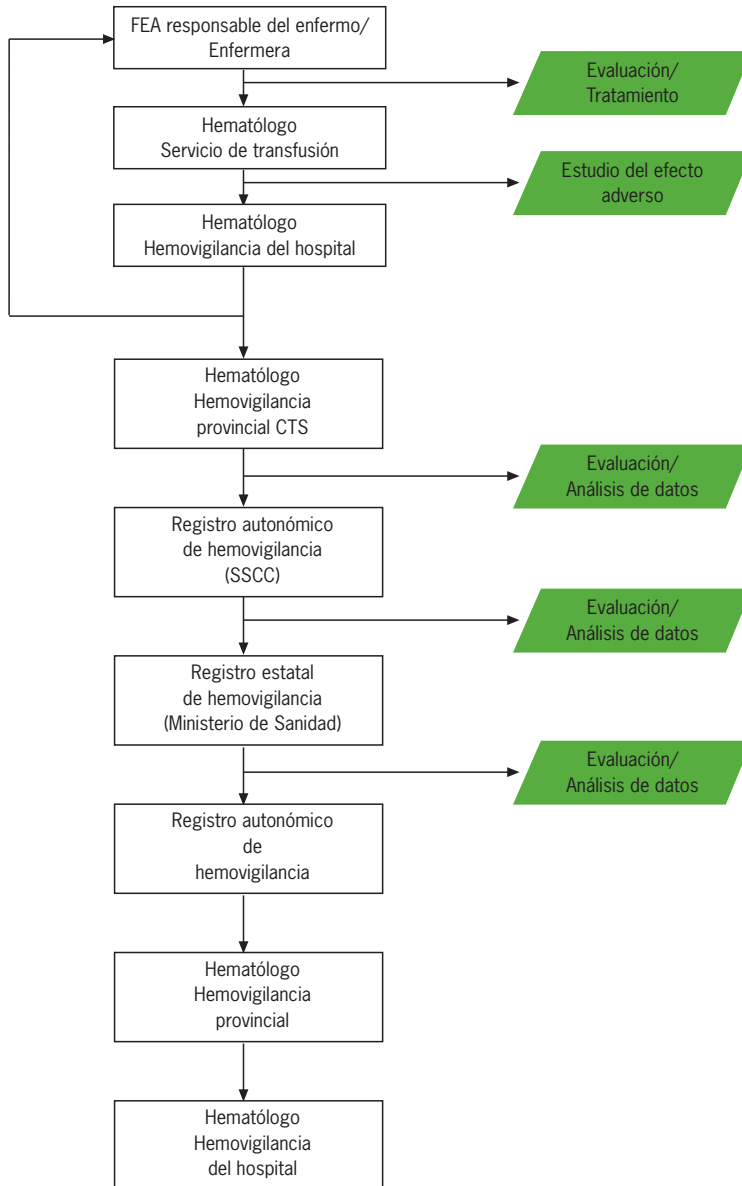 FEA responsable del enfermo/
Enfermera
Evaluación/
Tratamiento
Hematólogo
Servicio de transfusión
Estudio del efecto
adverso
Hematólogo
Hemovigilancia del hospital
Hematólogo
Hemovigilancia
provincial CTS
Evaluación/
Análisis de datos
Registro autonómico
de hemovigilancia
(SSCC)
Evaluación/
Análisis de datos
Registro estatal
de hemovigilancia
(Ministerio de Sanidad)
Evaluación/
Análisis de datos
Registro autonómico
de
hemovigilancia
Hematólogo
Hemovigilancia
provincial
Hematólogo
Hemovigilancia
del hospital